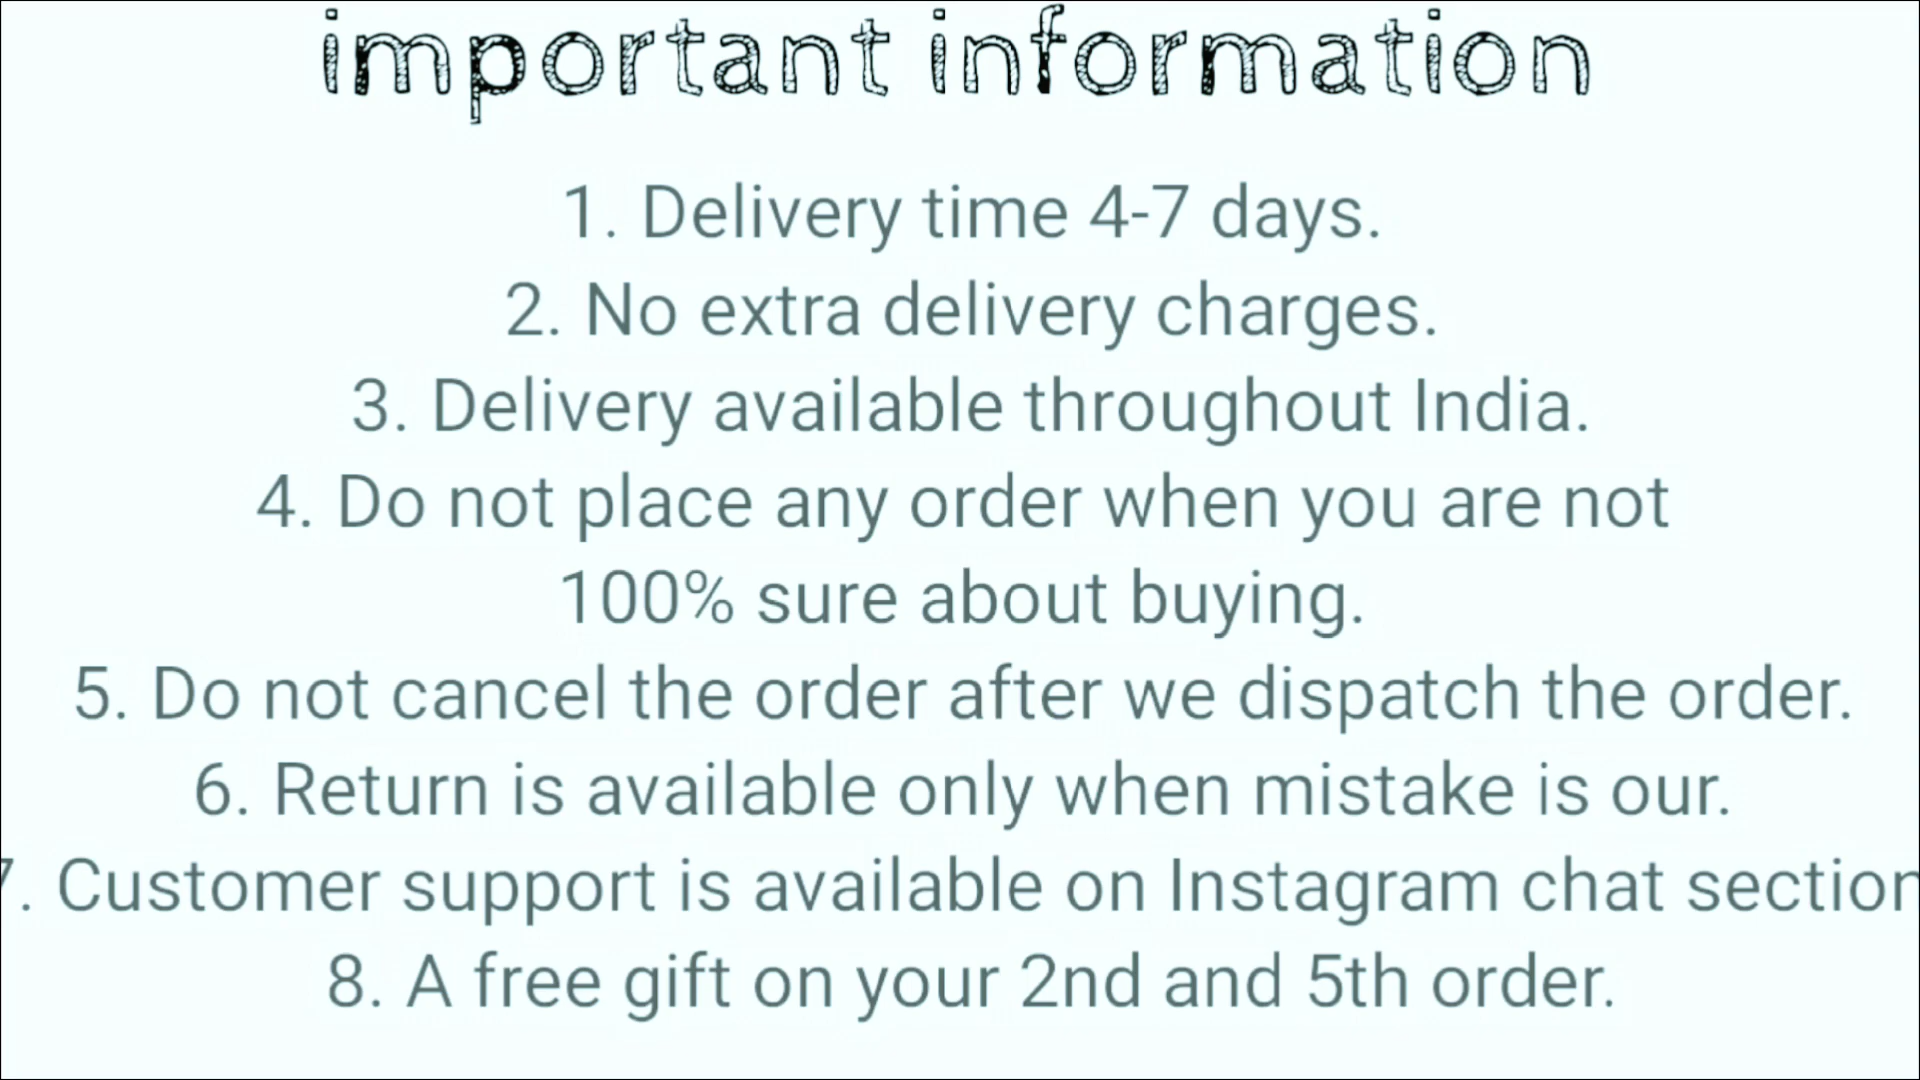 important information
1. Delivery time 4-7 days.
2. No extra delivery charges.
3. Delivery available throughout India.
4. Do not place any order when you are not
100% sure about buying.
5. Do not cancel the order after we dispatch the order.
6. Return is available only when mistake is our.
7. Customer support is available on Instagram chat section
8. A free gift on your 2nd and 5th order.